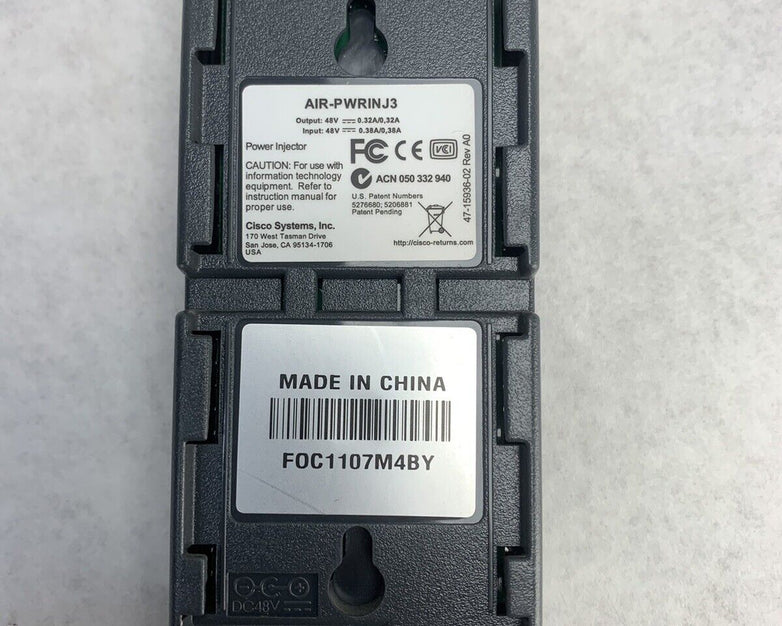 AIR-PWRINJ3
Output: 48V ⎓ 0.32A/0,32A
Input: 48V ⎓ 0.38A/0,38A
Power Injector
FC CE VCI
CAUTION: For use with
information technology
equipment. Refer to
instruction manual for
proper use.
ACN 050 332 940
U.S. Patent Numbers
5276680; 5206881
Patent Pending
Cisco Systems, Inc.
170 West Tasman Drive
San Jose, CA 95134-1706
USA
http://cisco-returns.com
47-15936-02 Rev A0
MADE IN CHINA
FOC1107M4BY
DC48V ⎓